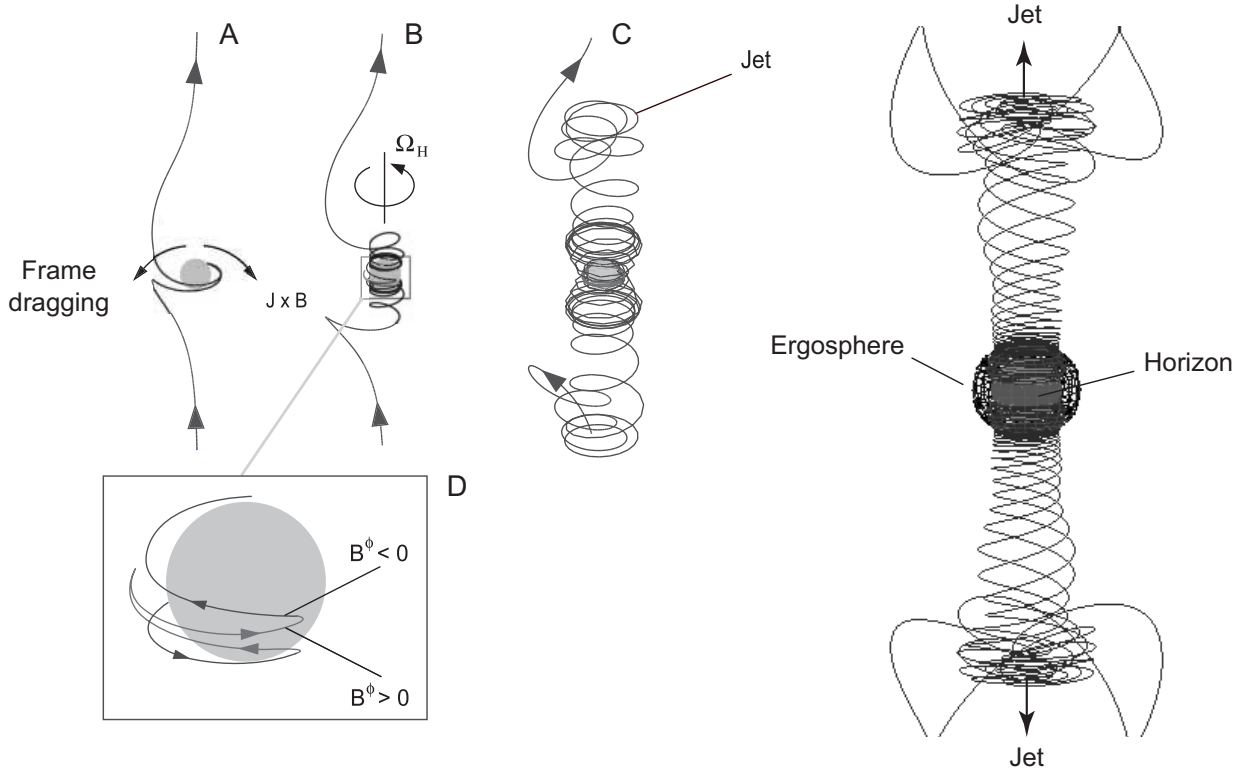 A
B
C
Jet
Jet
Ω_H
Frame
dragging
J x B
Ergosphere
Horizon
D
B^ϕ < 0
B^ϕ > 0
Jet